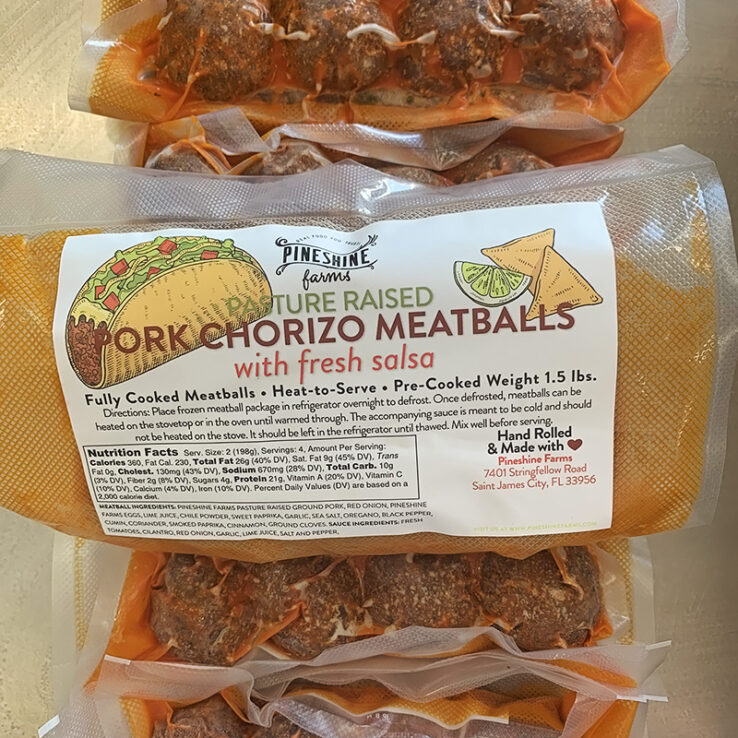 REAL FOOD FOR
PINESHINE
farms
PASTURE RAISED
PORK CHORIZO MEATBALLS
with fresh salsa
Fully Cooked Meatballs • Heat-to-Serve • Pre-Cooked Weight 1.5 lbs.
Directions: Place frozen meatball package in refrigerator overnight to defrost. Once defrosted, meatballs can be
heated on the stovetop or in the oven until warmed through. The accompanying sauce is meant to be cold and should
not be heated on the stove. It should be left in the refrigerator until thawed. Mix well before serving.
Nutrition Facts Serv. Size: 2 (198g), Servings: 4, Amount Per Serving:
Calories 360, Fat Cal. 230, Total Fat 26g (40% DV), Sat. Fat 9g (45% DV), Trans
Fat 0g, Cholest. 130mg (43% DV), Sodium 670mg (28% DV), Total Carb. 10g
(3% DV), Fiber 2g (8% DV), Sugars 4g, Protein 21g, Vitamin A (20% DV), Vitamin C
(10% DV), Calcium (4% DV), Iron (10% DV). Percent Daily Values (DV) are based on a
2,000 calorie diet.
MEATBALL INGREDIENTS: PINESHINE FARMS PASTURE RAISED GROUND PORK, RED ONION, PINESHINE
FARMS EGGS, LIME JUICE, CHILE POWDER, SWEET PAPRIKA, GARLIC, SEA SALT, OREGANO, BLACK PEPPER,
CUMIN, CORIANDER, SMOKED PAPRIKA, CINNAMON, GROUND CLOVES. SAUCE INGREDIENTS: FRESH
TOMATOES, CILANTRO, RED ONION, GARLIC, LIME JUICE, SALT AND PEPPER.
Hand Rolled
& Made with
Pineshine Farms
7401 Stringfellow Road
Saint James City, FL 33956
VISIT US AT WWW.PINESHINEFARMS.COM